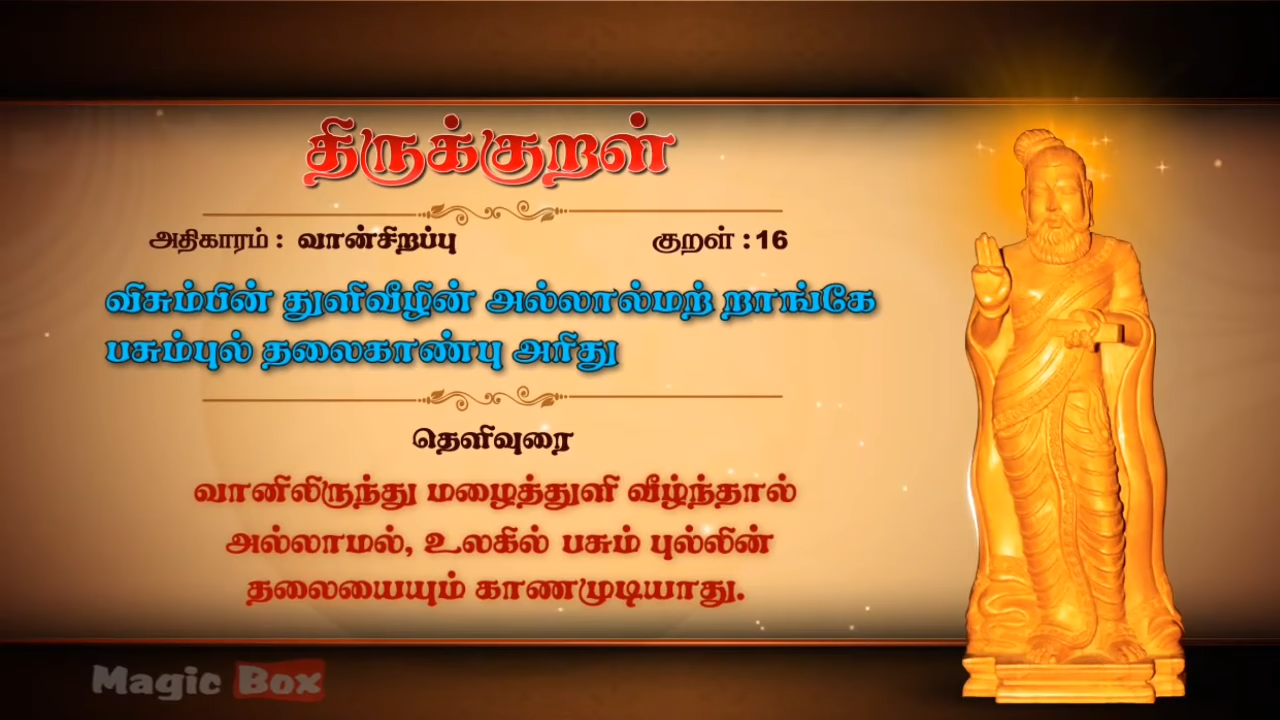 திருக்குறள்
அதிகாரம் : வான்சிறப்பு குறள் : 16
விசும்பின் துளிவீழின் அல்லால்மற் றாங்கே
பசும்புல் தலைகாண்பு அரிது
தெளிவுரை
வானிலிருந்து மழைத்துளி வீழ்ந்தால்
அல்லாமல், உலகில் பசும் புல்லின்
தலையையும் காணமுடியாது.
Magic Box